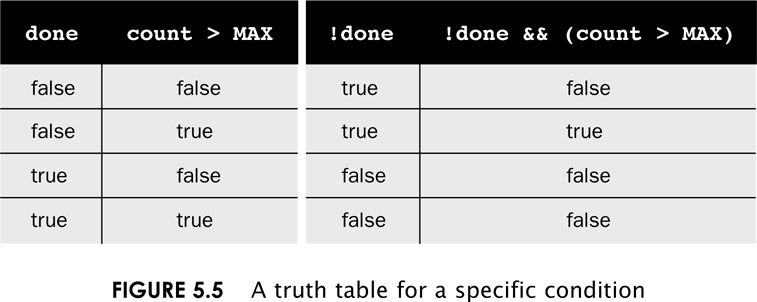 done count > MAX !done !done && (count > MAX)
false false true false
false true true true
true false false false
true true false false
FIGURE 5.5 A truth table for a specific condition